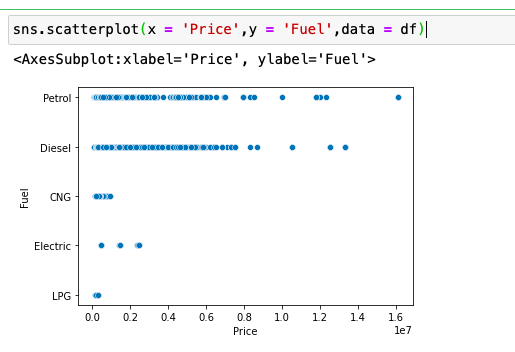 sns.scatterplot(x = 'Price',y = 'Fuel',data = df)
<AxesSubplot:xlabel='Price', ylabel='Fuel'>
Petrol
Diesel
CNG
Electric
LPG
Fuel
0.0 0.2 0.4 0.6 0.8 1.0 1.2 1.4 1.6
1e7
Price